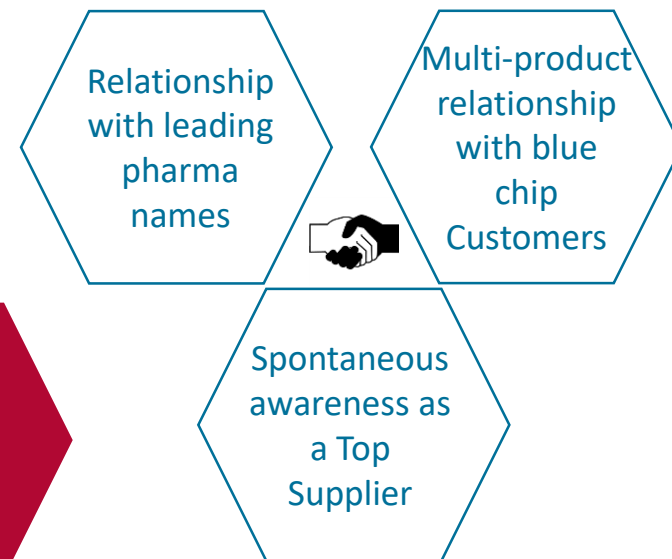 Relationship
with leading
pharma
names
Multi-product
relationship
with blue
chip
Customers
Spontaneous
awareness as
a Top
Supplier